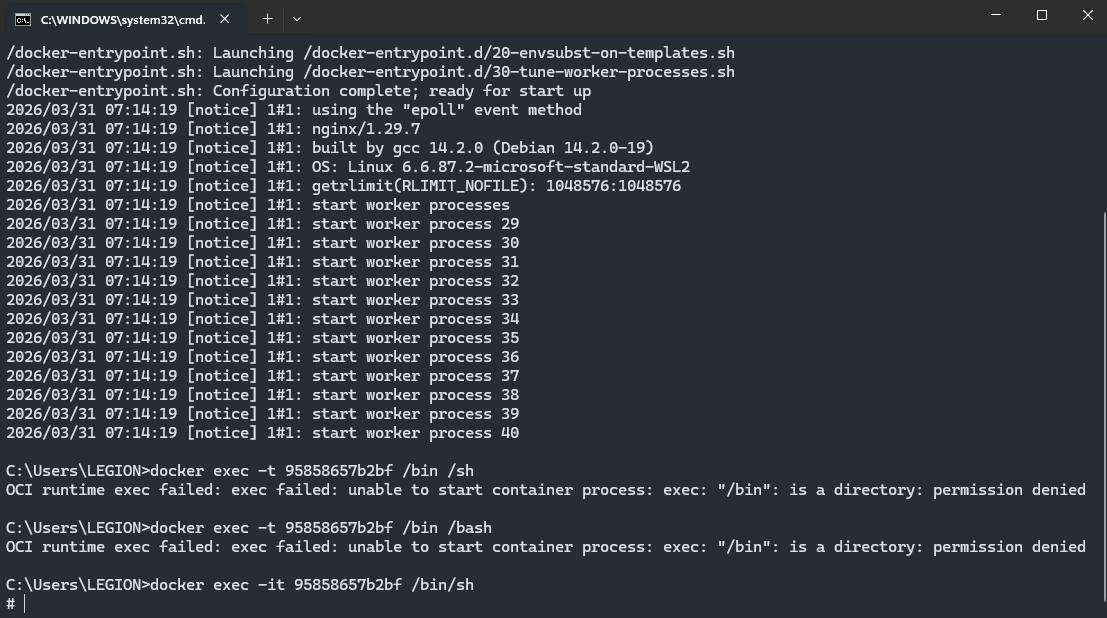 C:\WINDOWS\system32\cmd.
/docker-entrypoint.sh: Launching /docker-entrypoint.d/20-envsubst-on-templates.sh
/docker-entrypoint.sh: Launching /docker-entrypoint.d/30-tune-worker-processes.sh
/docker-entrypoint.sh: Configuration complete; ready for start up
2026/03/31 07:14:19 [notice] 1#1: using the "epoll" event method
2026/03/31 07:14:19 [notice] 1#1: nginx/1.29.7
2026/03/31 07:14:19 [notice] 1#1: built by gcc 14.2.0 (Debian 14.2.0-19)
2026/03/31 07:14:19 [notice] 1#1: OS: Linux 6.6.87.2-microsoft-standard-WSL2
2026/03/31 07:14:19 [notice] 1#1: getrlimit(RLIMIT_NOFILE): 1048576:1048576
2026/03/31 07:14:19 [notice] 1#1: start worker processes
2026/03/31 07:14:19 [notice] 1#1: start worker process 29
2026/03/31 07:14:19 [notice] 1#1: start worker process 30
2026/03/31 07:14:19 [notice] 1#1: start worker process 31
2026/03/31 07:14:19 [notice] 1#1: start worker process 32
2026/03/31 07:14:19 [notice] 1#1: start worker process 33
2026/03/31 07:14:19 [notice] 1#1: start worker process 34
2026/03/31 07:14:19 [notice] 1#1: start worker process 35
2026/03/31 07:14:19 [notice] 1#1: start worker process 36
2026/03/31 07:14:19 [notice] 1#1: start worker process 37
2026/03/31 07:14:19 [notice] 1#1: start worker process 38
2026/03/31 07:14:19 [notice] 1#1: start worker process 39
2026/03/31 07:14:19 [notice] 1#1: start worker process 40
C:\Users\LEGION>docker exec -t 95858657b2bf /bin /sh
OCI runtime exec failed: exec failed: unable to start container process: exec: "/bin": is a directory: permission denied
C:\Users\LEGION>docker exec -t 95858657b2bf /bin /bash
OCI runtime exec failed: exec failed: unable to start container process: exec: "/bin": is a directory: permission denied
C:\Users\LEGION>docker exec -it 95858657b2bf /bin/sh
#